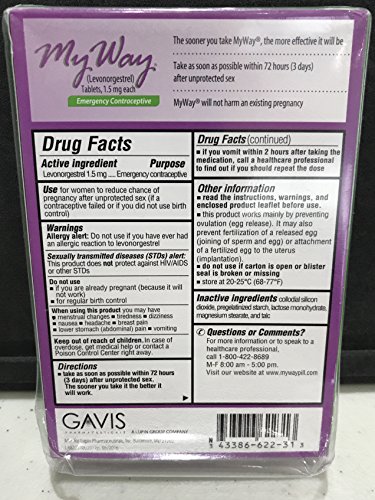 My Way®
(Levonorgestrel)
Tablets, 1.5 mg each
Emergency Contraceptive
The sooner you take MyWay®, the more effective it will be
Take as soon as possible within 72 hours (3 days)
after unprotected sex
MyWay® will not harm an existing pregnancy
Drug Facts
Active ingredient Purpose
Levonorgestrel 1.5 mg .... Emergency contraceptive
Use for women to reduce chance of
pregnancy after unprotected sex (if a
contraceptive failed or if you did not use birth
control)
Warnings
Allergy alert: Do not use if you have ever had
an allergic reaction to levonorgestrel
Sexually transmitted diseases (STDs) alert:
This product does not protect against HIV/AIDS
or other STDs
Do not use
■ if you are already pregnant (because it will
not work)
■ for regular birth control
When using this product you may have
■ menstrual changes ■ tiredness ■ dizziness
■ nausea ■ headache ■ breast pain
■ lower stomach (abdominal) pain ■ vomiting
Keep out of reach of children. In case of
overdose, get medical help or contact a
Poison Control Center right away.
Directions
■ take as soon as possible within 72 hours
(3 days) after unprotected sex.
The sooner you take it the better it
will work.
Drug Facts (continued)
■ if you vomit within 2 hours after taking the
medication, call a healthcare professional
to find out if you should repeat the dose
Other information
■ read the instructions, warnings, and
enclosed product leaflet before use.
■ this product works mainly by preventing
ovulation (egg release). It may also
prevent fertilization of a released egg
(joining of sperm and egg) or attachment
of a fertilized egg to the uterus
(implantation).
■ do not use if carton is open or blister
seal is broken or missing
■ store at 20-25°C (68-77°F)
Inactive ingredients colloidal silicon
dioxide, pregelatinized starch, lactose monohydrate,
magnesium stearate, and talc
Questions or Comments?
For more information or to speak to a
healthcare professional,
call 1-800-422-8689
M-F 8:00 am - 5:00 pm.
Visit our website at www.mywaypill.com
GAVIS
PHARMACEUTICALS
A LUPIN GROUP COMPANY
Pharmaceuticals, Inc. Baltimore, Maryland
N 43386-622-31 3